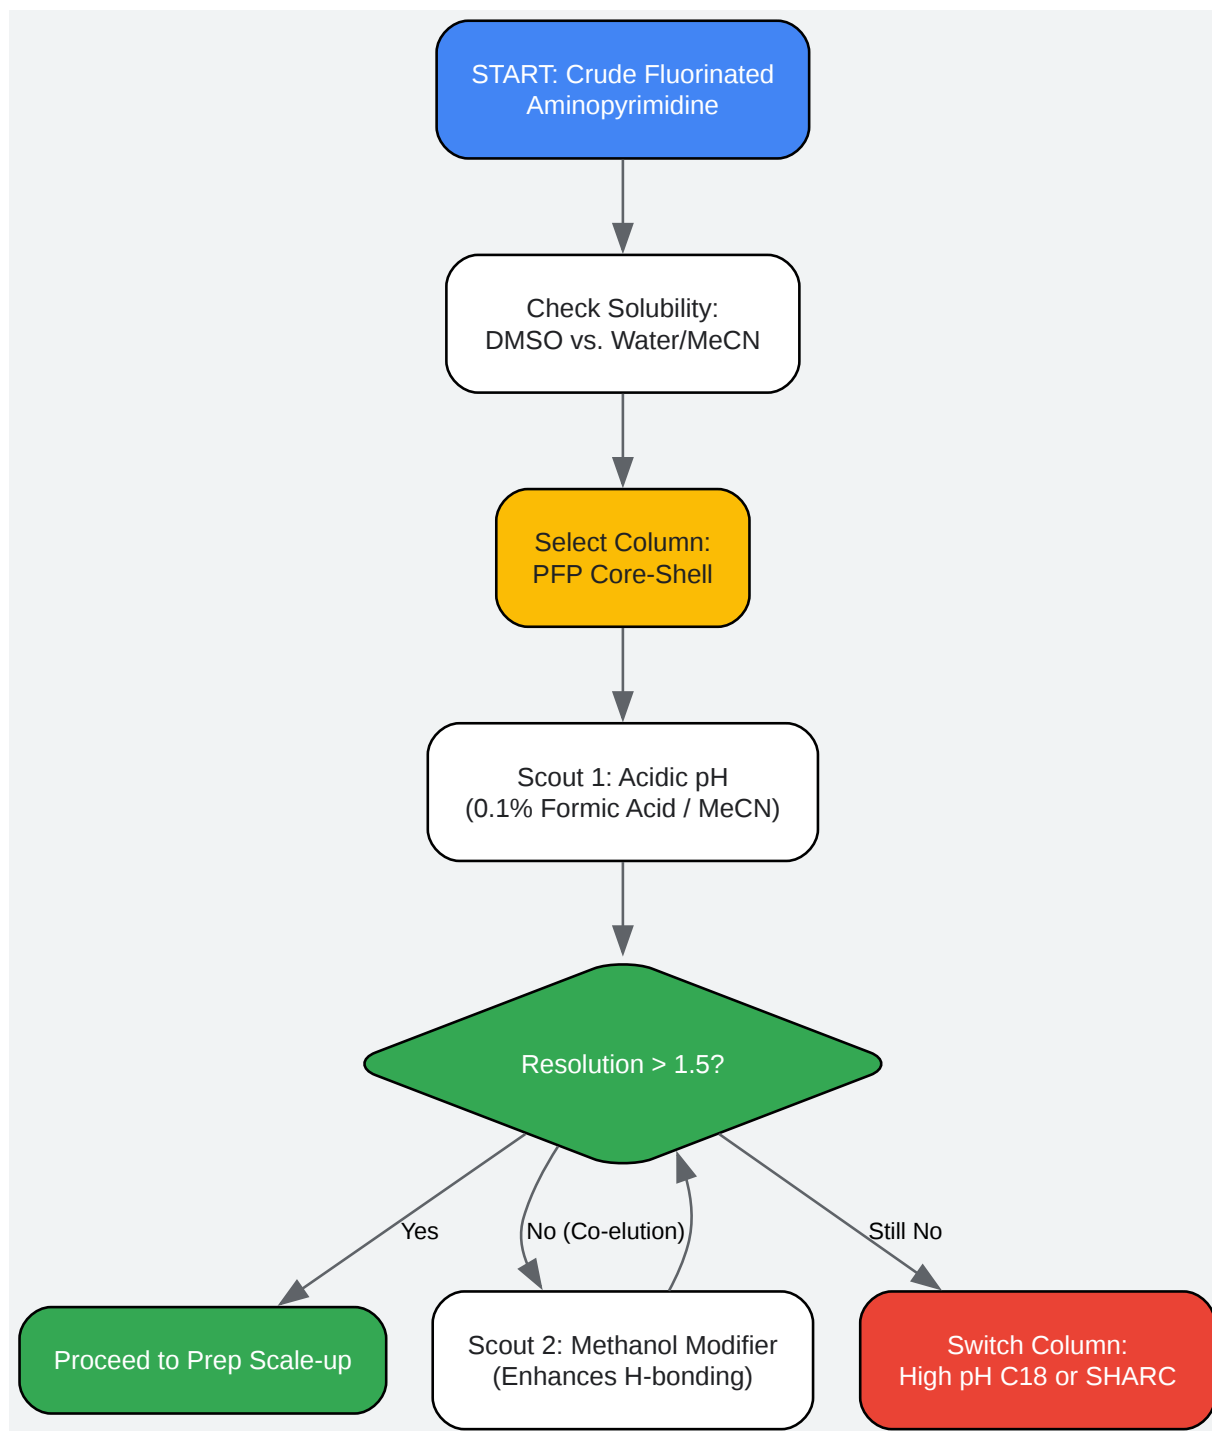 START: Crude Fluorinated
Aminopyrimidine
Check Solubility:
DMSO vs. Water/MeCN
Select Column:
PFP Core-Shell
Scout 1: Acidic pH
(0.1% Formic Acid / MeCN)
Resolution > 1.5?
Yes
No (Co-elution)
Still No
Proceed to Prep Scale-up
Scout 2: Methanol Modifier
(Enhances H-bonding)
Switch Column:
High pH C18 or SHARC